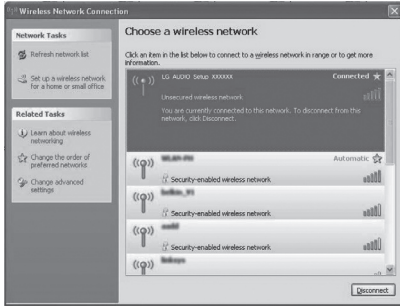 Wireless Network Connection
Network Tasks
Refresh network list
Set up a wireless network
for a home or small office
Related Tasks
Learn about wireless
networking
Change the order of
preferred networks
Change advanced
settings
Choose a wireless network
Click an item in the list below to connect to a wireless network in range or to get more
information.
LG AUDIO Setup XXXXXX
Connected
Unsecured wireless network
You are currently connected to this network. To disconnect from the
network, click Disconnect.
Automatic
Security-enabled wireless network
Security-enabled wireless network
Security-enabled wireless network
Disconnect